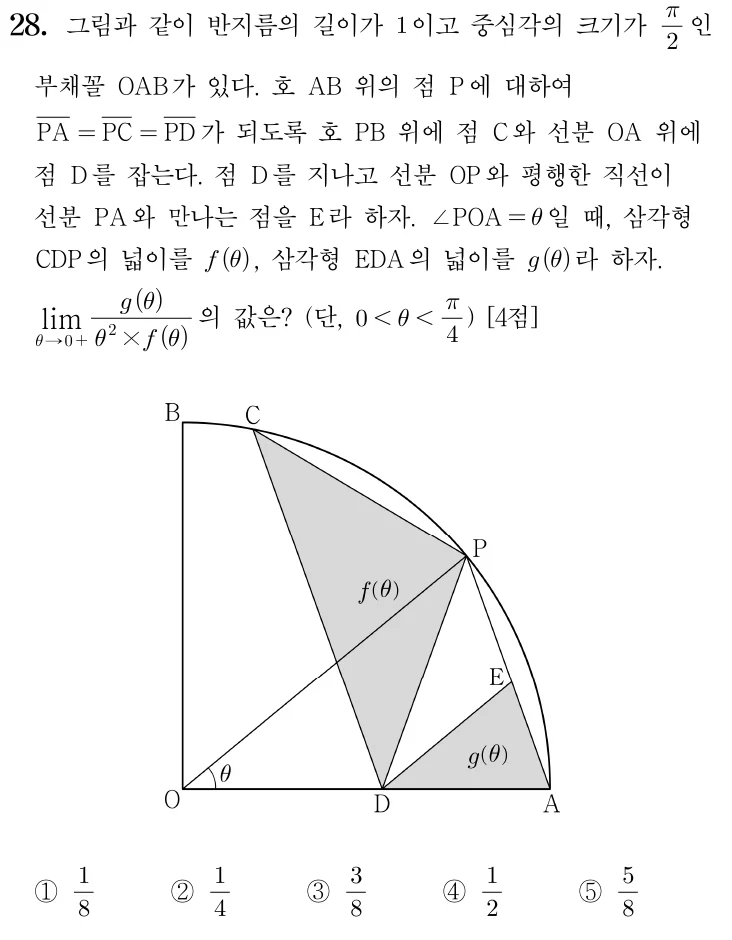 28. 그림과 같이 반지름의 길이가 1이고 중심각의 크기가 π/2 인
부채꼴 OAB가 있다. 호 AB 위의 점 P에 대하여
P̅A̅ = P̅C̅ = P̅D̅가 되도록 호 PB 위에 점 C와 선분 OA 위에
점 D를 잡는다. 점 D를 지나고 선분 OP와 평행한 직선이
선분 PA와 만나는 점을 E라 하자. ∠POA = θ일 때, 삼각형
CDP의 넓이를 f(θ), 삼각형 EDA의 넓이를 g(θ)라 하자.
lim θ→0+ g(θ)/(θ² × f(θ)) 의 값은? (단, 0 < θ < π/4) [4점]
B C
P
f(θ)
E
g(θ)
θ
O D A
① 1/8 ② 1/4 ③ 3/8 ④ 1/2 ⑤ 5/8